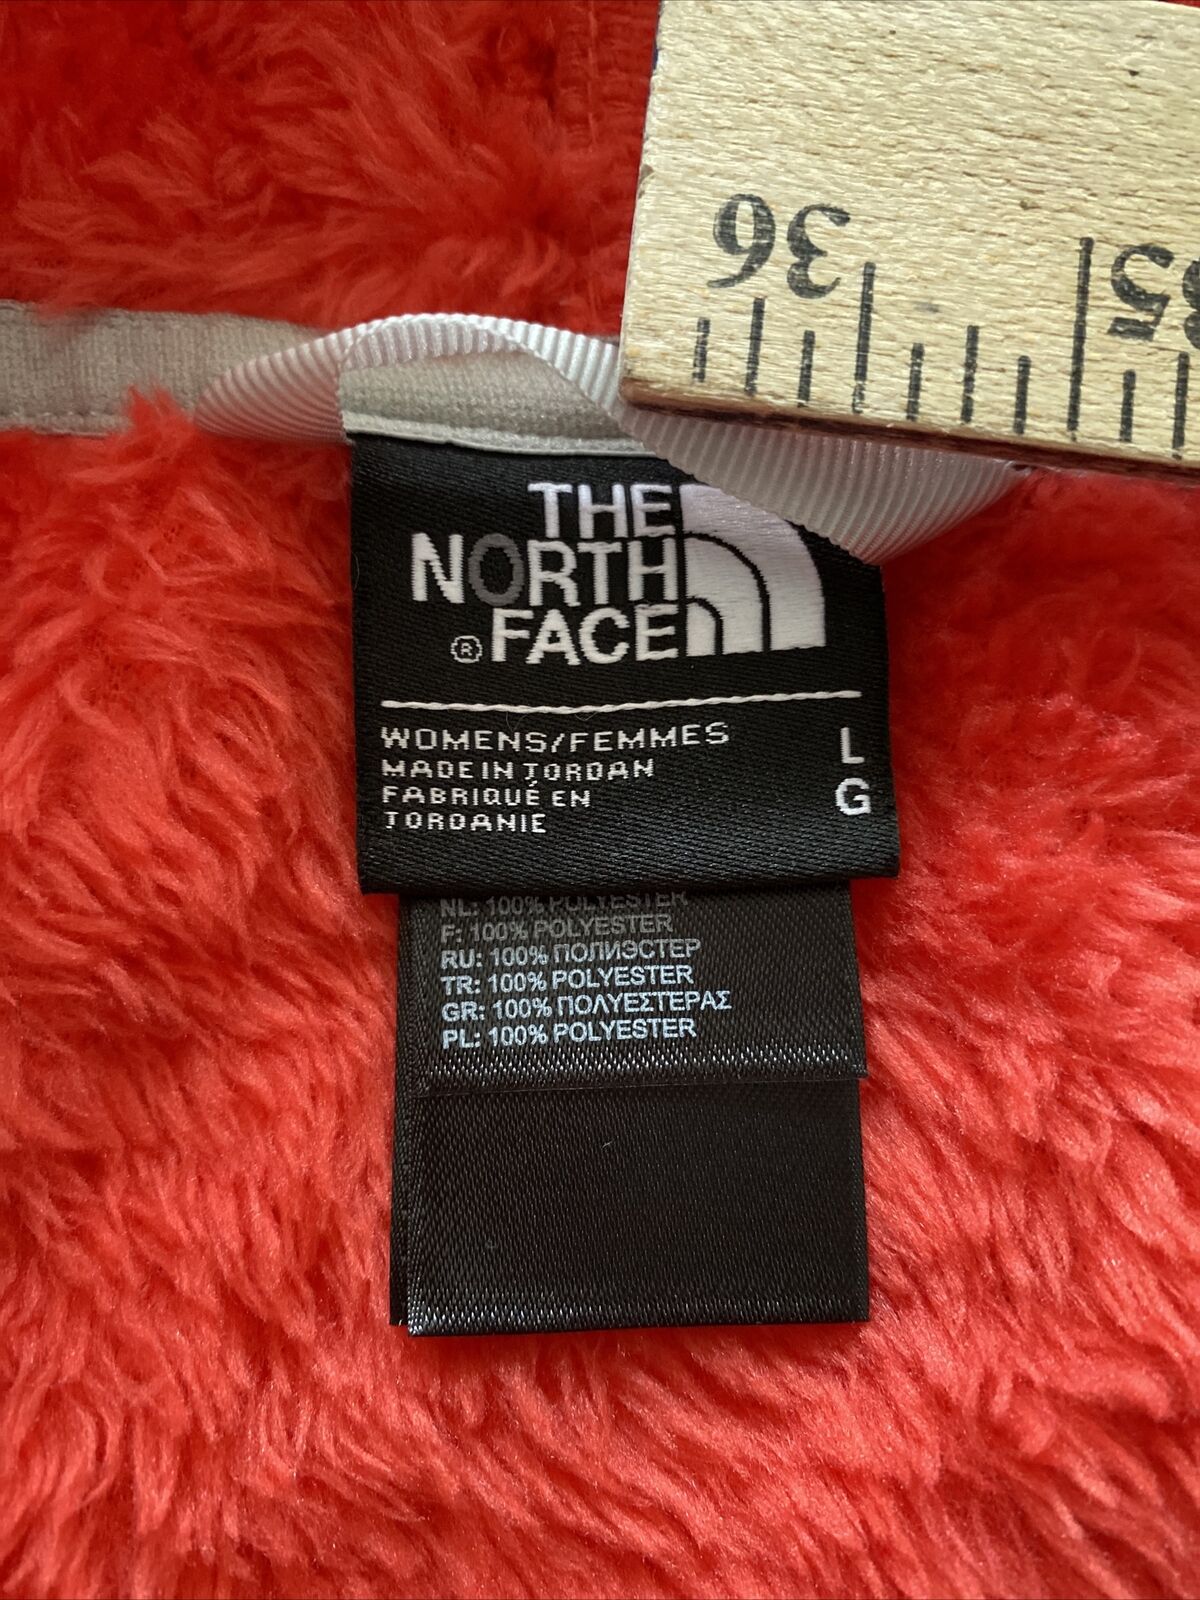 36
35
THE
NORTH
® FACE
WOMENS/FEMMES L
MADE IN JORDAN G
FABRIQUÉ EN
JORDANIE
NL: 100% POLYESTER
F: 100% POLYESTER
RU: 100% ПОЛИЭСТЕР
TR: 100% POLYESTER
GR: 100% ΠΟΛΥΕΣΤΕΡΑΣ
PL: 100% POLYESTER